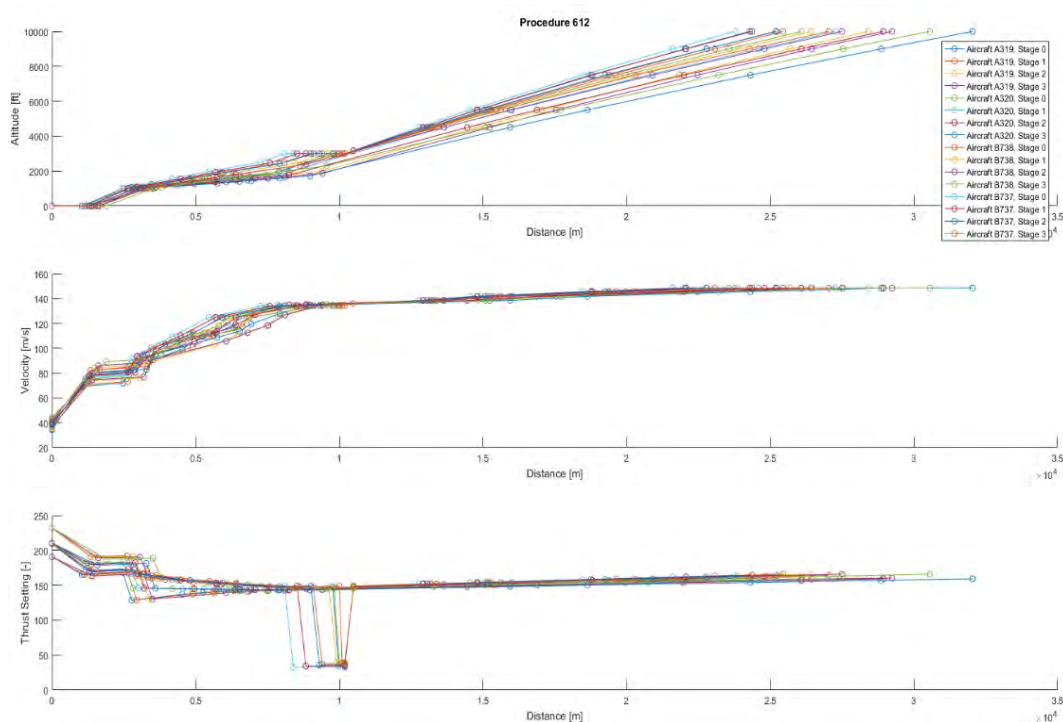 Procedure 612
Altitude [ft]
10000
8000
6000
4000
2000
0
0
0.5
1
1.5
2
2.5
3
3.5
Distance [m]
×10⁴
Aircraft A319, Stage 0
Aircraft A319, Stage 1
Aircraft A319, Stage 2
Aircraft A319, Stage 3
Aircraft A320, Stage 0
Aircraft A320, Stage 1
Aircraft A320, Stage 2
Aircraft A320, Stage 3
Aircraft B738, Stage 0
Aircraft B738, Stage 1
Aircraft B738, Stage 2
Aircraft B738, Stage 3
Aircraft B737, Stage 0
Aircraft B737, Stage 1
Aircraft B737, Stage 2
Aircraft B737, Stage 3
Velocity [m/s]
160
140
120
100
80
60
40
20
0
0.5
1
1.5
2
2.5
3
3.5
Distance [m]
×10⁴
Thrust Setting [-]
250
200
150
100
50
0
0
0.5
1
1.5
2
2.5
3
3.5
Distance [m]
×10⁴